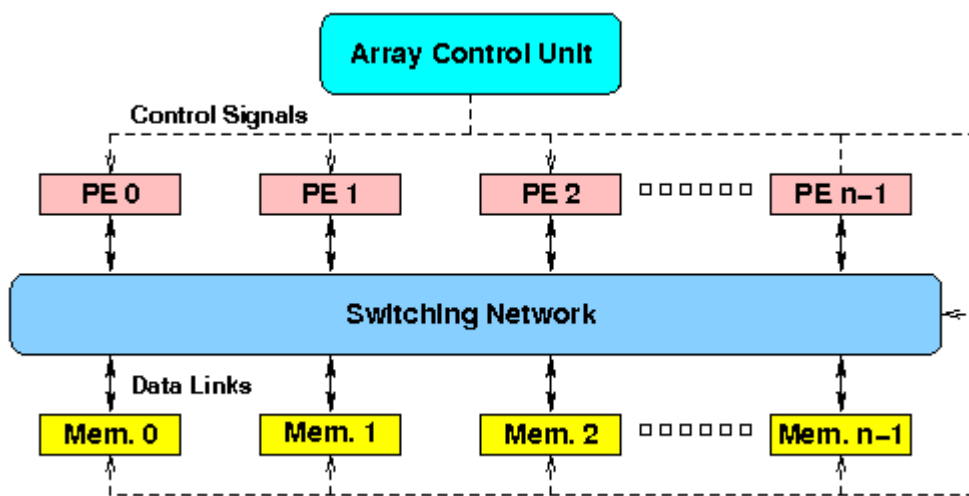 Array Control Unit
Control Signals
PE 0 PE 1 PE 2 PE n−1
Switching Network
Data Links
Mem. 0 Mem. 1 Mem. 2 Mem. n−1